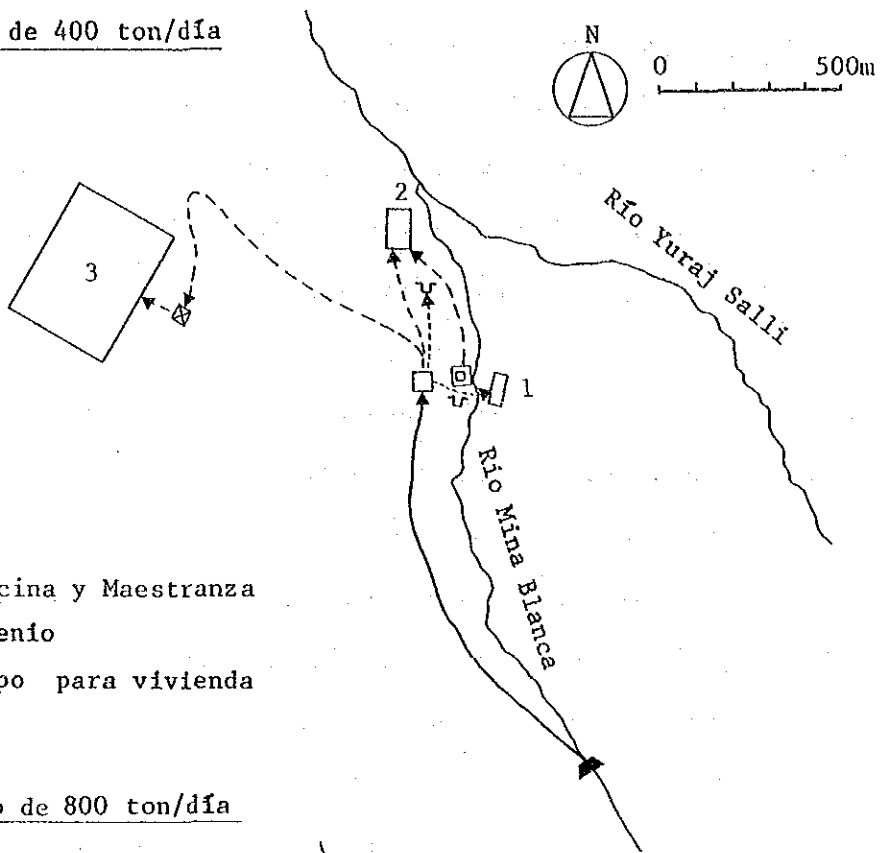 de 400 ton/día
N
0 500m
2
Río Yuraj Salli
3
1
Río Mina Blanca
cina y Maestranza
enio
po para vivienda
o de 800 ton/día